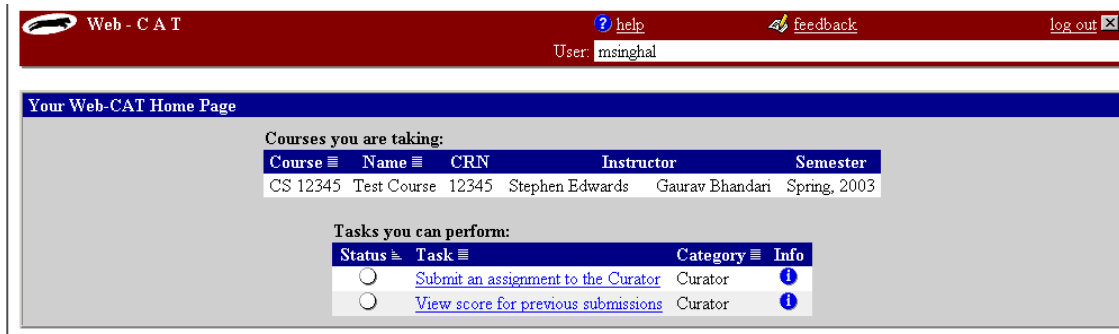 Web - C A T help feedback log out
User: msinghal
Your Web-CAT Home Page
Courses you are taking:
Course Name CRN Instructor Semester
CS 12345 Test Course 12345 Stephen Edwards Gaurav Bhandari Spring, 2003
Tasks you can perform:
Status Task Category Info
Submit an assignment to the Curator Curator
View score for previous submissions Curator